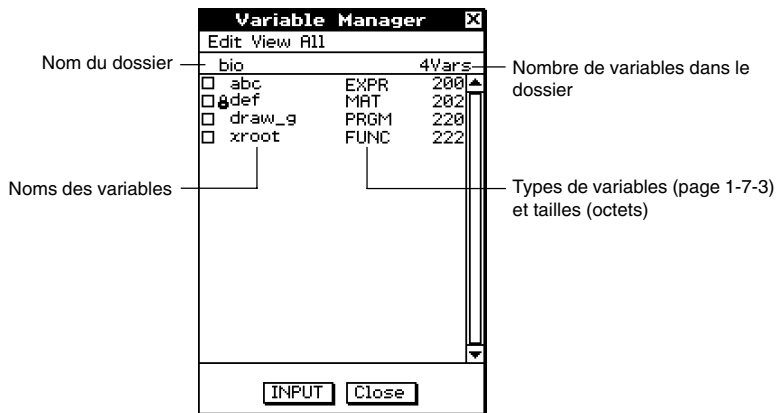 Variable Manager X
Edit View All
Nom du dossier
bio 4Vars
Nombre de variables dans le
dossier
abc EXPR 200
def MAT 202
draw_g PRGM 220
xroot FUNC 222
Noms des variables
Types de variables (page 1-7-3)
et tailles (octets)
INPUT Close